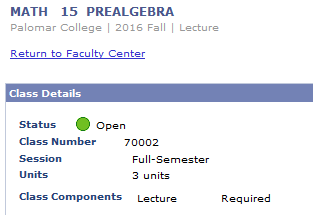 MATH 15 PREALGEBRA
Palomar College | 2016 Fall | Lecture
Return to Faculty Center
Class Details
Status Open
Class Number 70002
Session Full-Semester
Units 3 units
Class Components Lecture Required